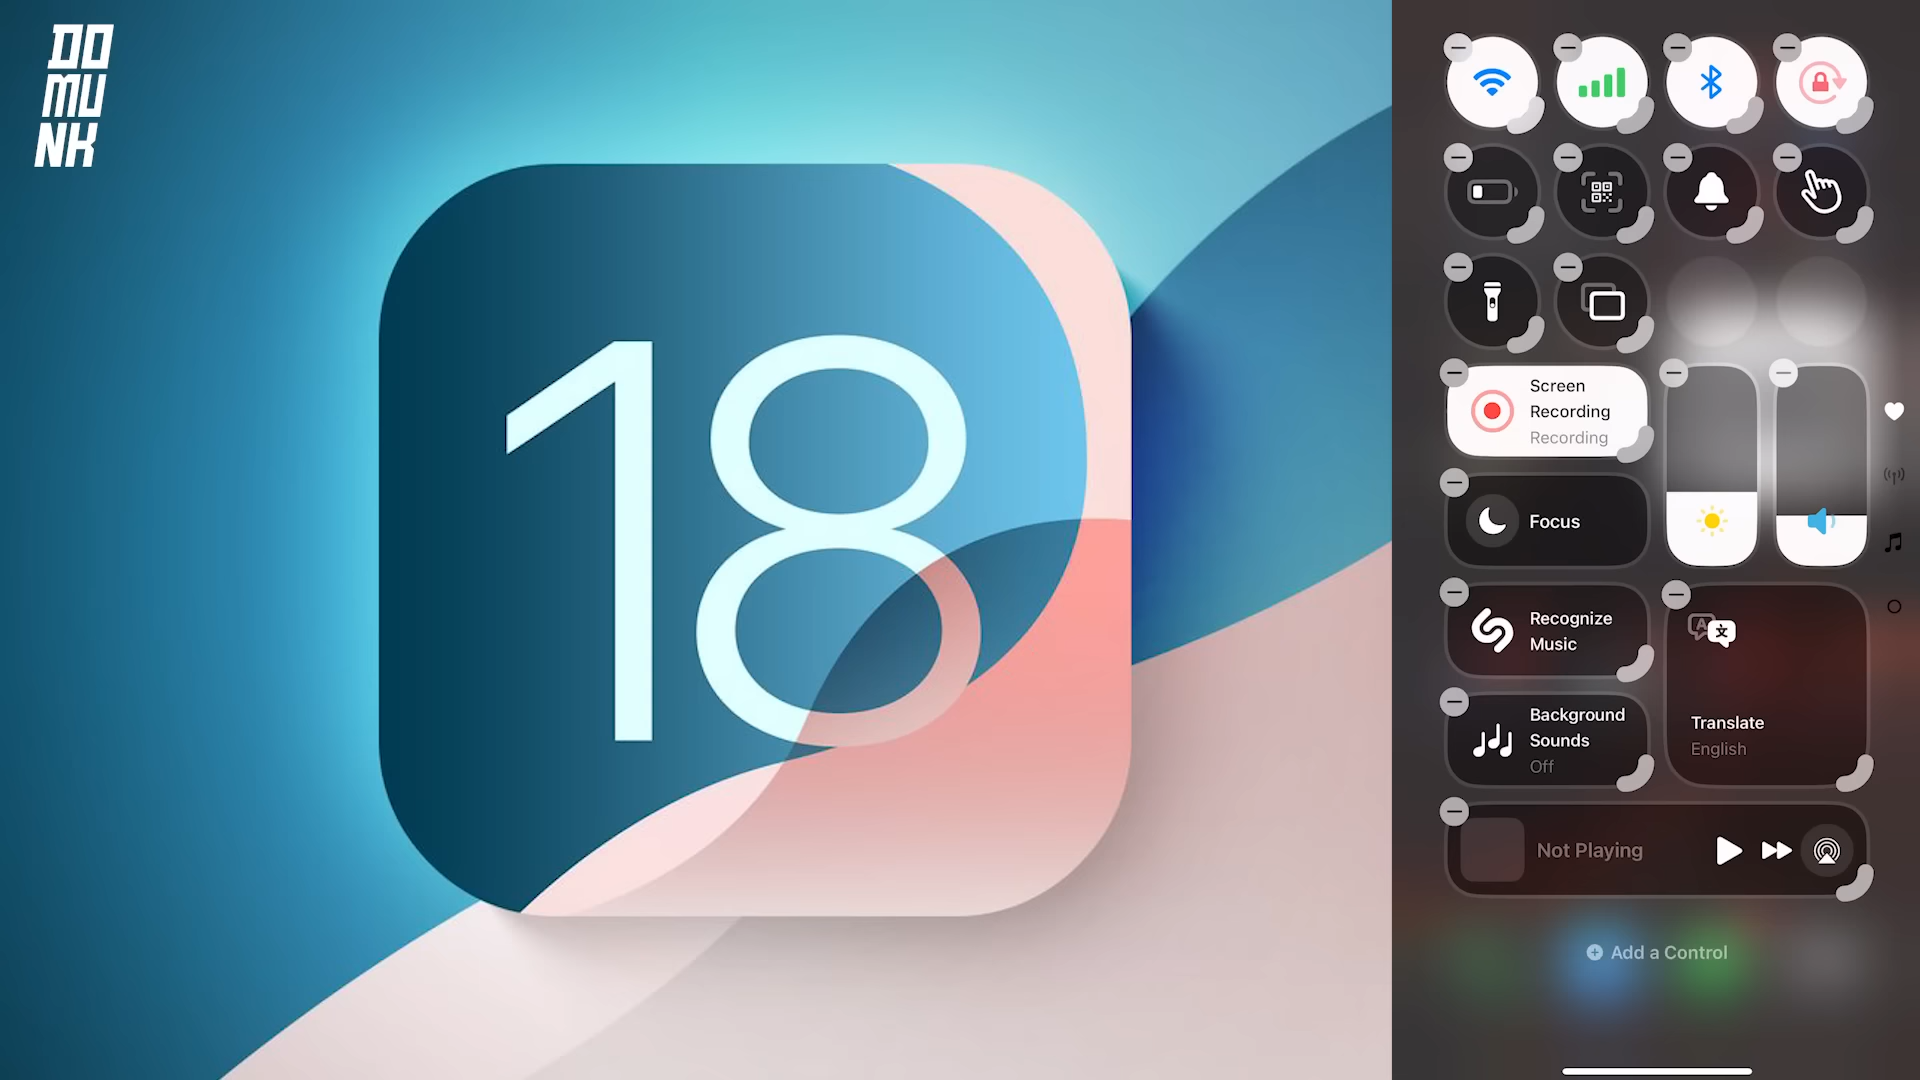 DO
MU
NK
18
Screen
Recording
Recording
Focus
Recognize
Music
Background
Sounds
Off
A
文
Translate
English
Not Playing
Add a Control